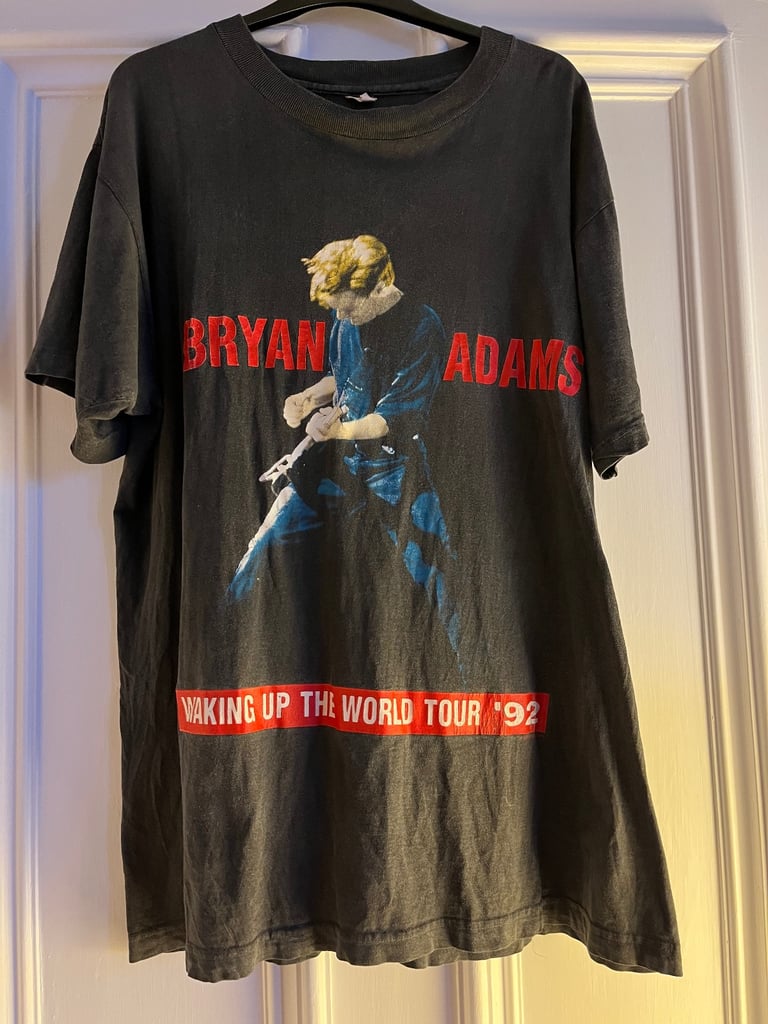 BRYAN ADAMS
WAKING UP THE WORLD TOUR '92